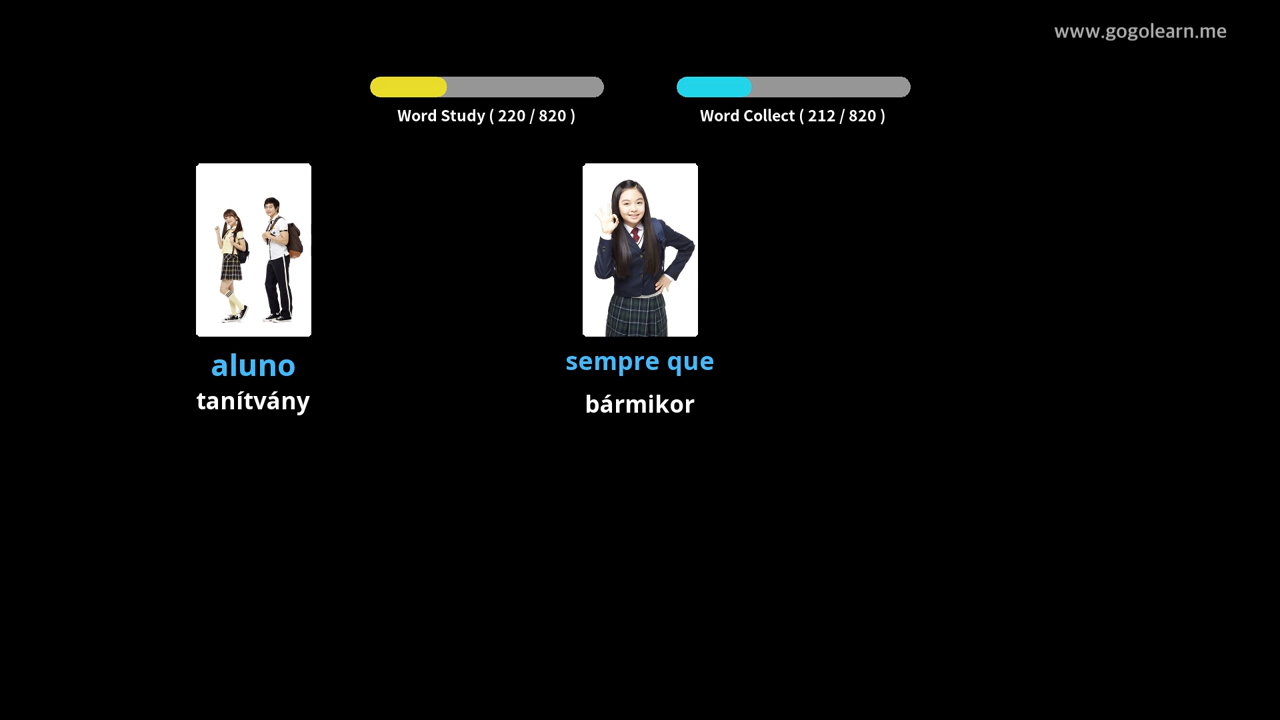 www.gogolearn.me
Word Study ( 220 / 820 )
Word Collect ( 212 / 820 )
aluno
tanítvány
sempre que
bármikor